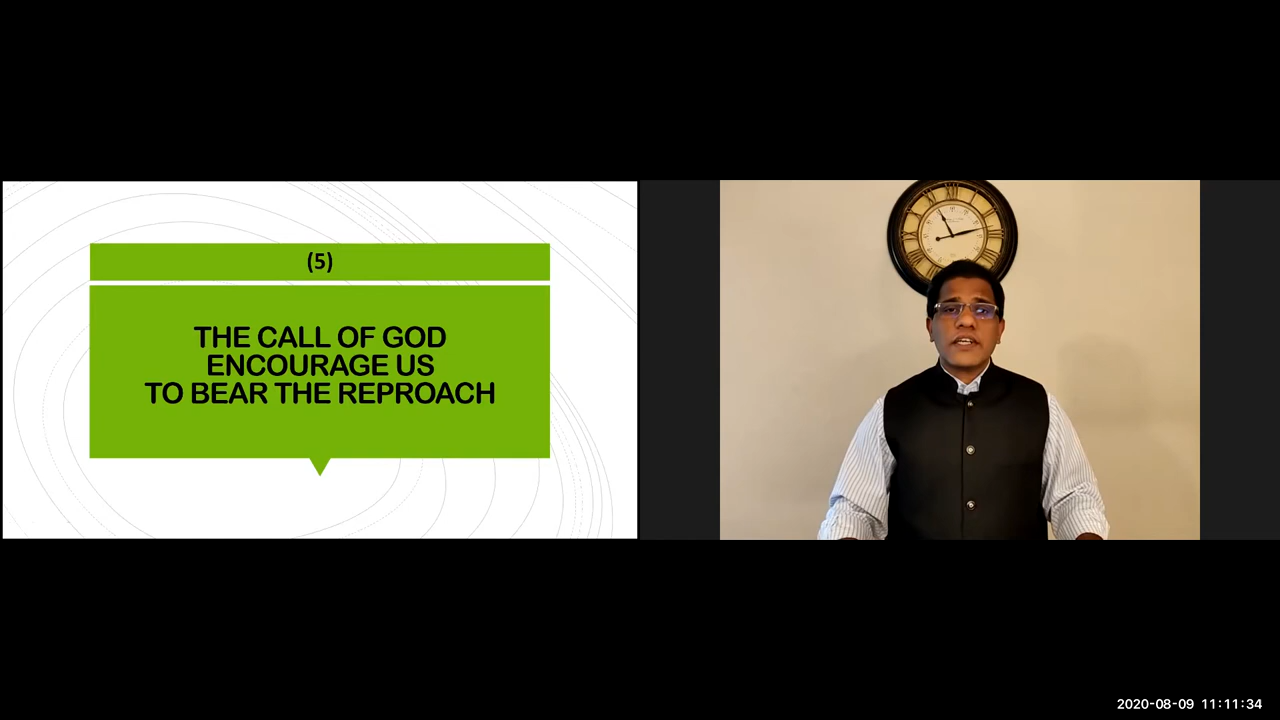 (5)
THE CALL OF GOD
ENCOURAGE US
TO BEAR THE REPROACH
2020-08-09 11:11:34